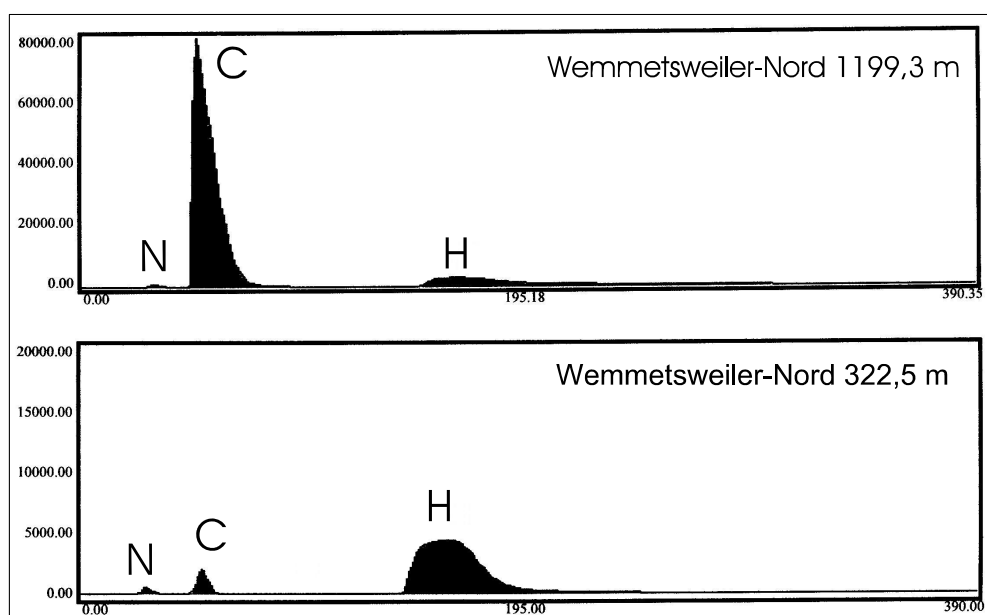 80000.00
C
Wemmetsweiler-Nord 1199,3 m
60000.00
40000.00
20000.00
N
H
0.00
0.00 195.18 390.35
20000.00
Wemmetsweiler-Nord 322,5 m
15000.00
10000.00
H
5000.00
C
N
0.00
0.00 195.00 390.00